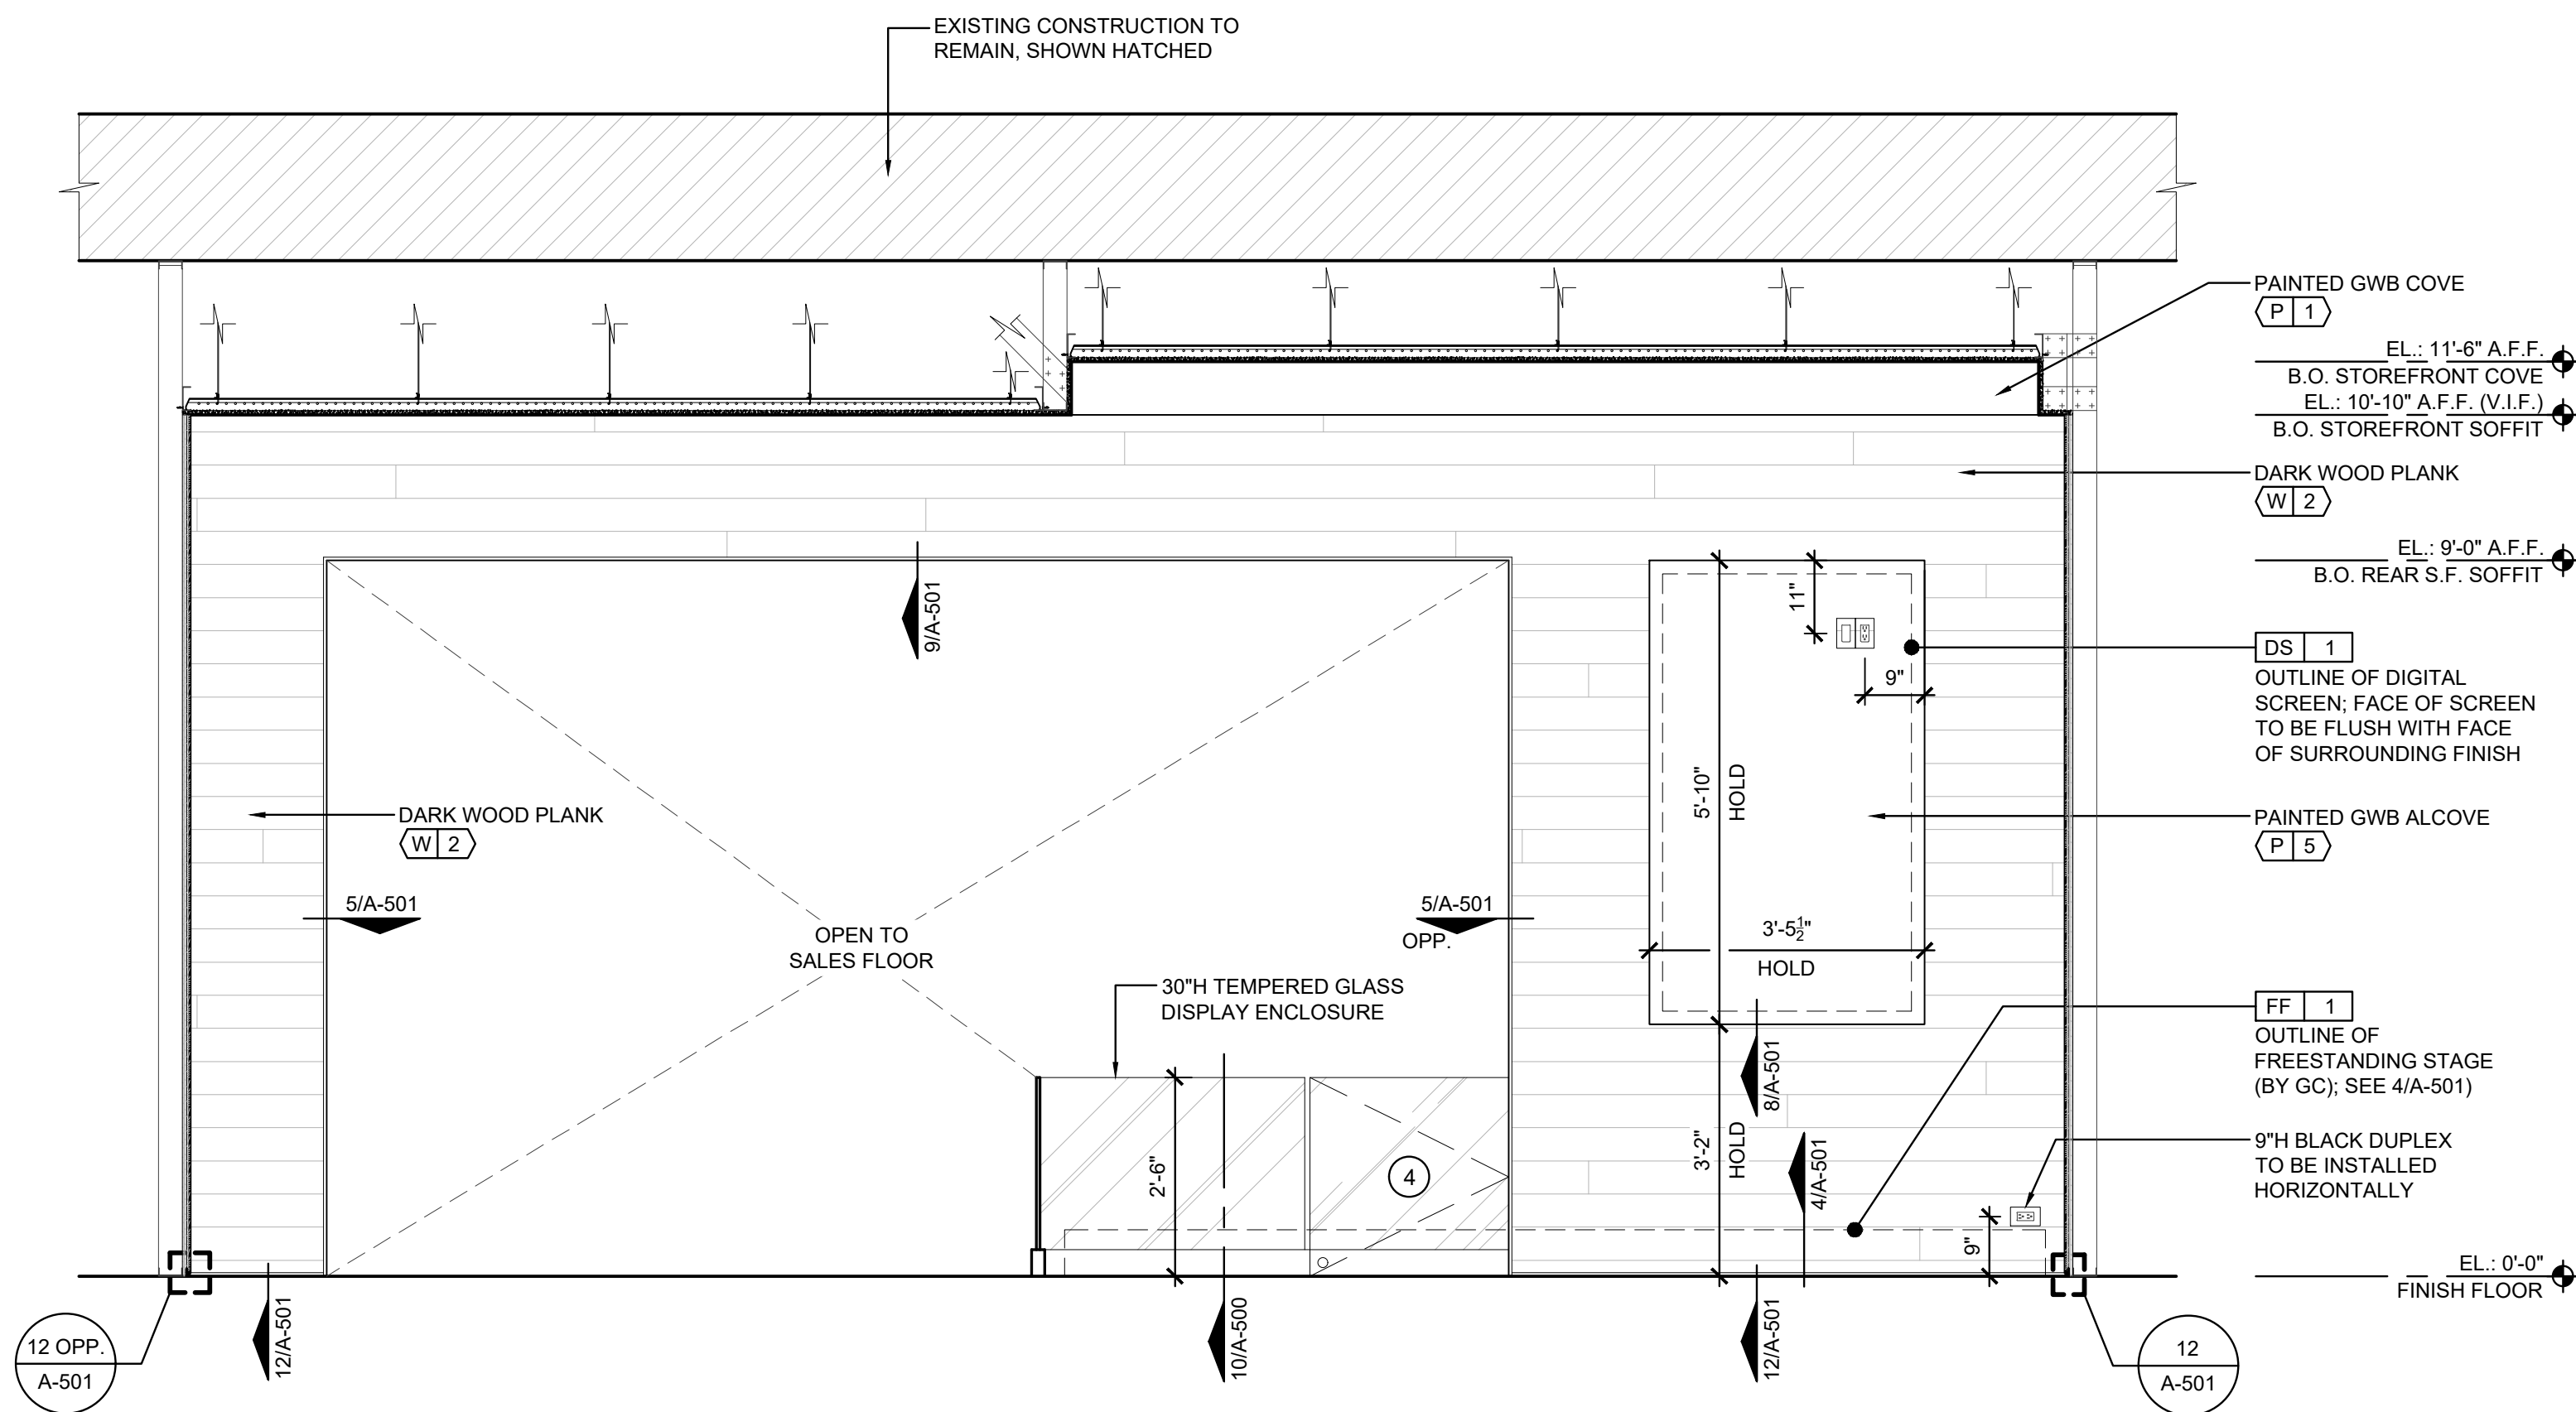 EXISTING CONSTRUCTION TO
REMAIN, SHOWN HATCHED
PAINTED GWB COVE
P 1
EL.: 11'-6" A.F.F.
B.O. STOREFRONT COVE
EL.: 10'-10" A.F.F. (V.I.F.)
B.O. STOREFRONT SOFFIT
DARK WOOD PLANK
W 2
EL.: 9'-0" A.F.F.
B.O. REAR S.F. SOFFIT
9/A-501
11"
9"
DS 1
OUTLINE OF DIGITAL
SCREEN; FACE OF SCREEN
TO BE FLUSH WITH FACE
OF SURROUNDING FINISH
5'-10"
HOLD
DARK WOOD PLANK
W 2
PAINTED GWB ALCOVE
P 5
5/A-501
5/A-501
OPP.
OPEN TO
SALES FLOOR
3'-5½"
HOLD
30"H TEMPERED GLASS
DISPLAY ENCLOSURE
FF 1
OUTLINE OF
FREESTANDING STAGE
(BY GC); SEE 4/A-501)
8/A-501
3'-2"
HOLD
4/A-501
2'-6"
4
9"H BLACK DUPLEX
TO BE INSTALLED
HORIZONTALLY
9"
EL.: 0'-0"
FINISH FLOOR
12 OPP.
A-501
12/A-501
10/A-500
12/A-501
12
A-501